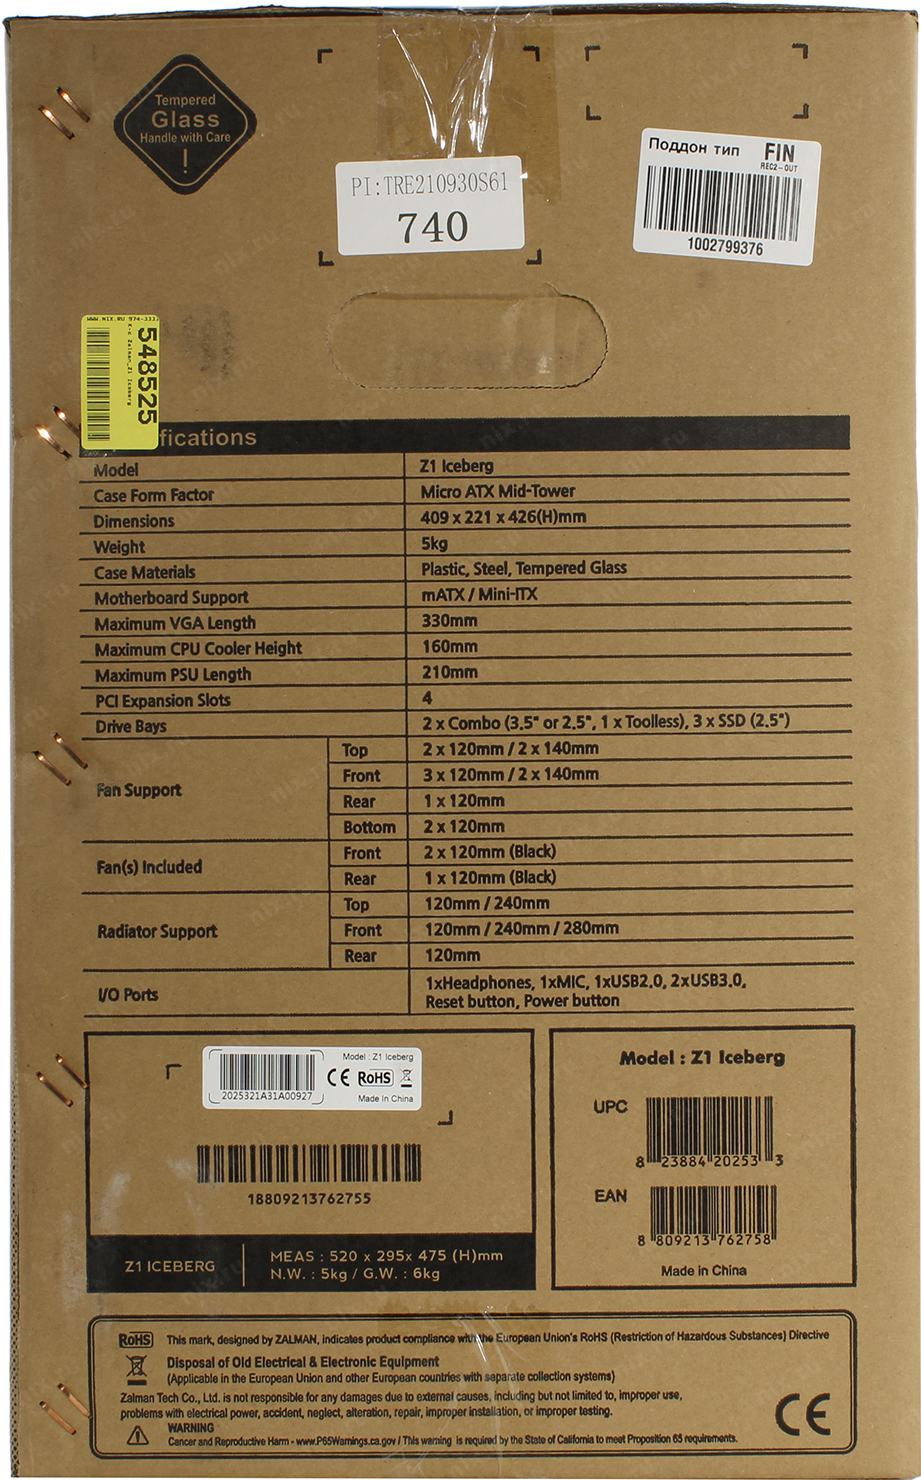 Tempered
Glass
Handle with Care
!
PI:TRE210930S61
740
Поддон тип FIN
REC2-OUT
1002799376
WWW.NIX.RU 974-333
548525
К-с Zalman_Z1 Iceberg
ifications
Model Z1 Iceberg
Case Form Factor Micro ATX Mid-Tower
Dimensions 409 x 221 x 426(H)mm
Weight 5kg
Case Materials Plastic, Steel, Tempered Glass
Motherboard Support mATX / Mini-ITX
Maximum VGA Length 330mm
Maximum CPU Cooler Height 160mm
Maximum PSU Length 210mm
PCI Expansion Slots 4
Drive Bays 2 x Combo (3.5" or 2.5", 1 x Toolless), 3 x SSD (2.5")
Fan Support Top 2 x 120mm / 2 x 140mm
Front 3 x 120mm / 2 x 140mm
Rear 1 x 120mm
Bottom 2 x 120mm
Fan(s) Included Front 2 x 120mm (Black)
Rear 1 x 120mm (Black)
Radiator Support Top 120mm / 240mm
Front 120mm / 240mm / 280mm
Rear 120mm
I/O Ports 1xHeadphones, 1xMIC, 1xUSB2.0, 2xUSB3.0,
Reset button, Power button
Model : Z1 Iceberg
CE RoHS
2025321A31A00927 Made in China
18809213762755
Z1 ICEBERG
MEAS : 520 x 295x 475 (H)mm
N.W. : 5kg / G.W. : 6kg
Model : Z1 Iceberg
UPC
8 23884 20253 3
EAN
8 809213 762758
Made in China
RoHS This mark, designed by ZALMAN, indicates product compliance with the European Union's RoHS (Restriction of Hazardous Substances) Directive
Disposal of Old Electrical & Electronic Equipment
(Applicable in the European Union and other European countries with separate collection systems)
Zalman Tech Co., Ltd. is not responsible for any damages due to external causes, including but not limited to, improper use,
problems with electrical power, accident, neglect, alteration, repair, improper installation, or improper testing.
WARNING
Cancer and Reproductive Harm - www.P65Warnings.ca.gov / This warning is required by the State of California to meet Proposition 65 requirements.
CE